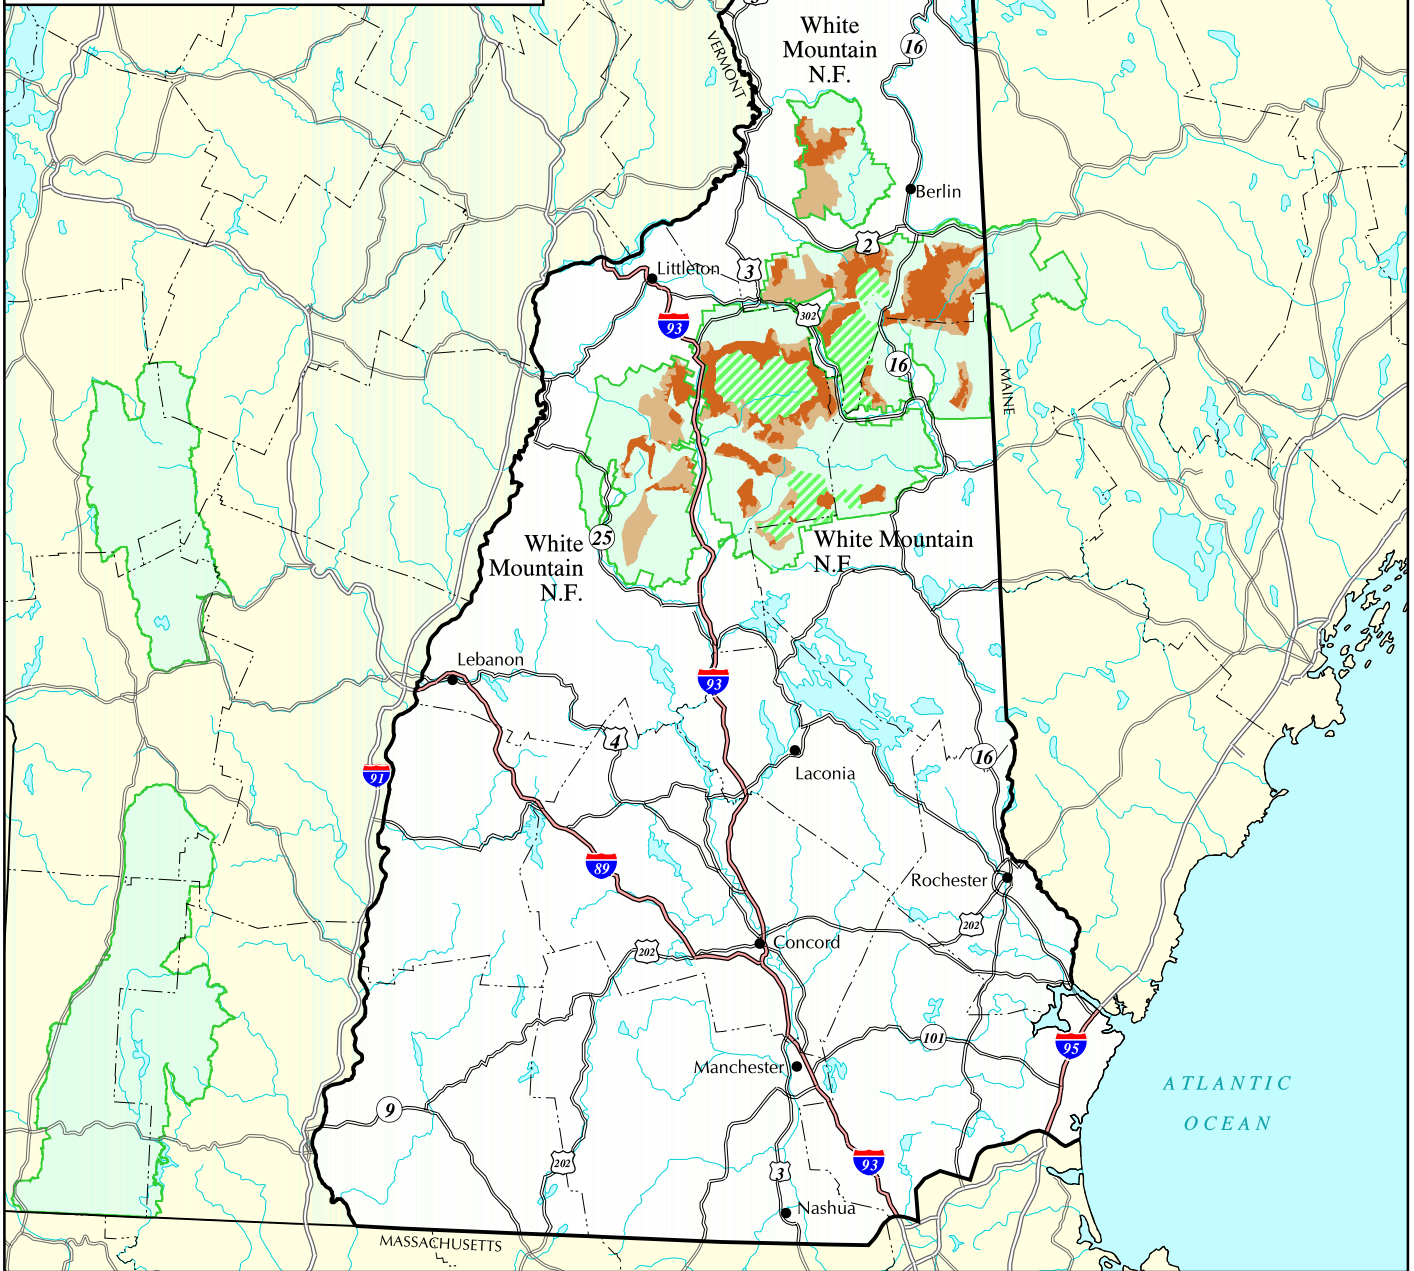 White
Mountain
N.F.
16
VERMONT
Berlin
2
Littleton
3
302
93
16
MAINE
25
White
Mountain
N.F.
White Mountain
N.F.
Lebanon
93
4
16
91
Laconia
89
Rochester
202
202
Concord
101
95
Manchester
ATLANTIC
OCEAN
9
202
93
3
Nashua
MASSACHUSETTS